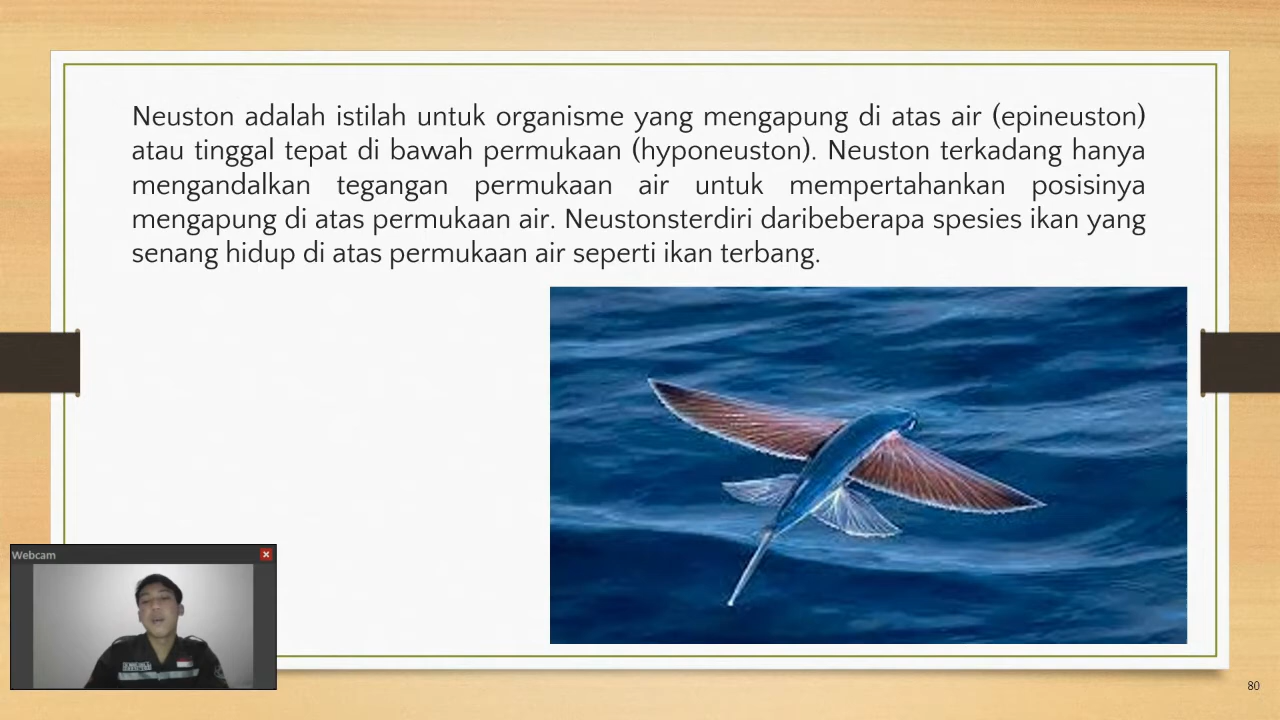 Neuston adalah istilah untuk organisme yang mengapung di atas air (epineuston)
atau tinggal tepat di bawah permukaan (hyponeuston). Neuston terkadang hanya
mengandalkan tegangan permukaan air untuk mempertahankan posisinya
mengapung di atas permukaan air. Neustonsterdiri daribeberapa spesies ikan yang
senang hidup di atas permukaan air seperti ikan terbang.
Webcam
80